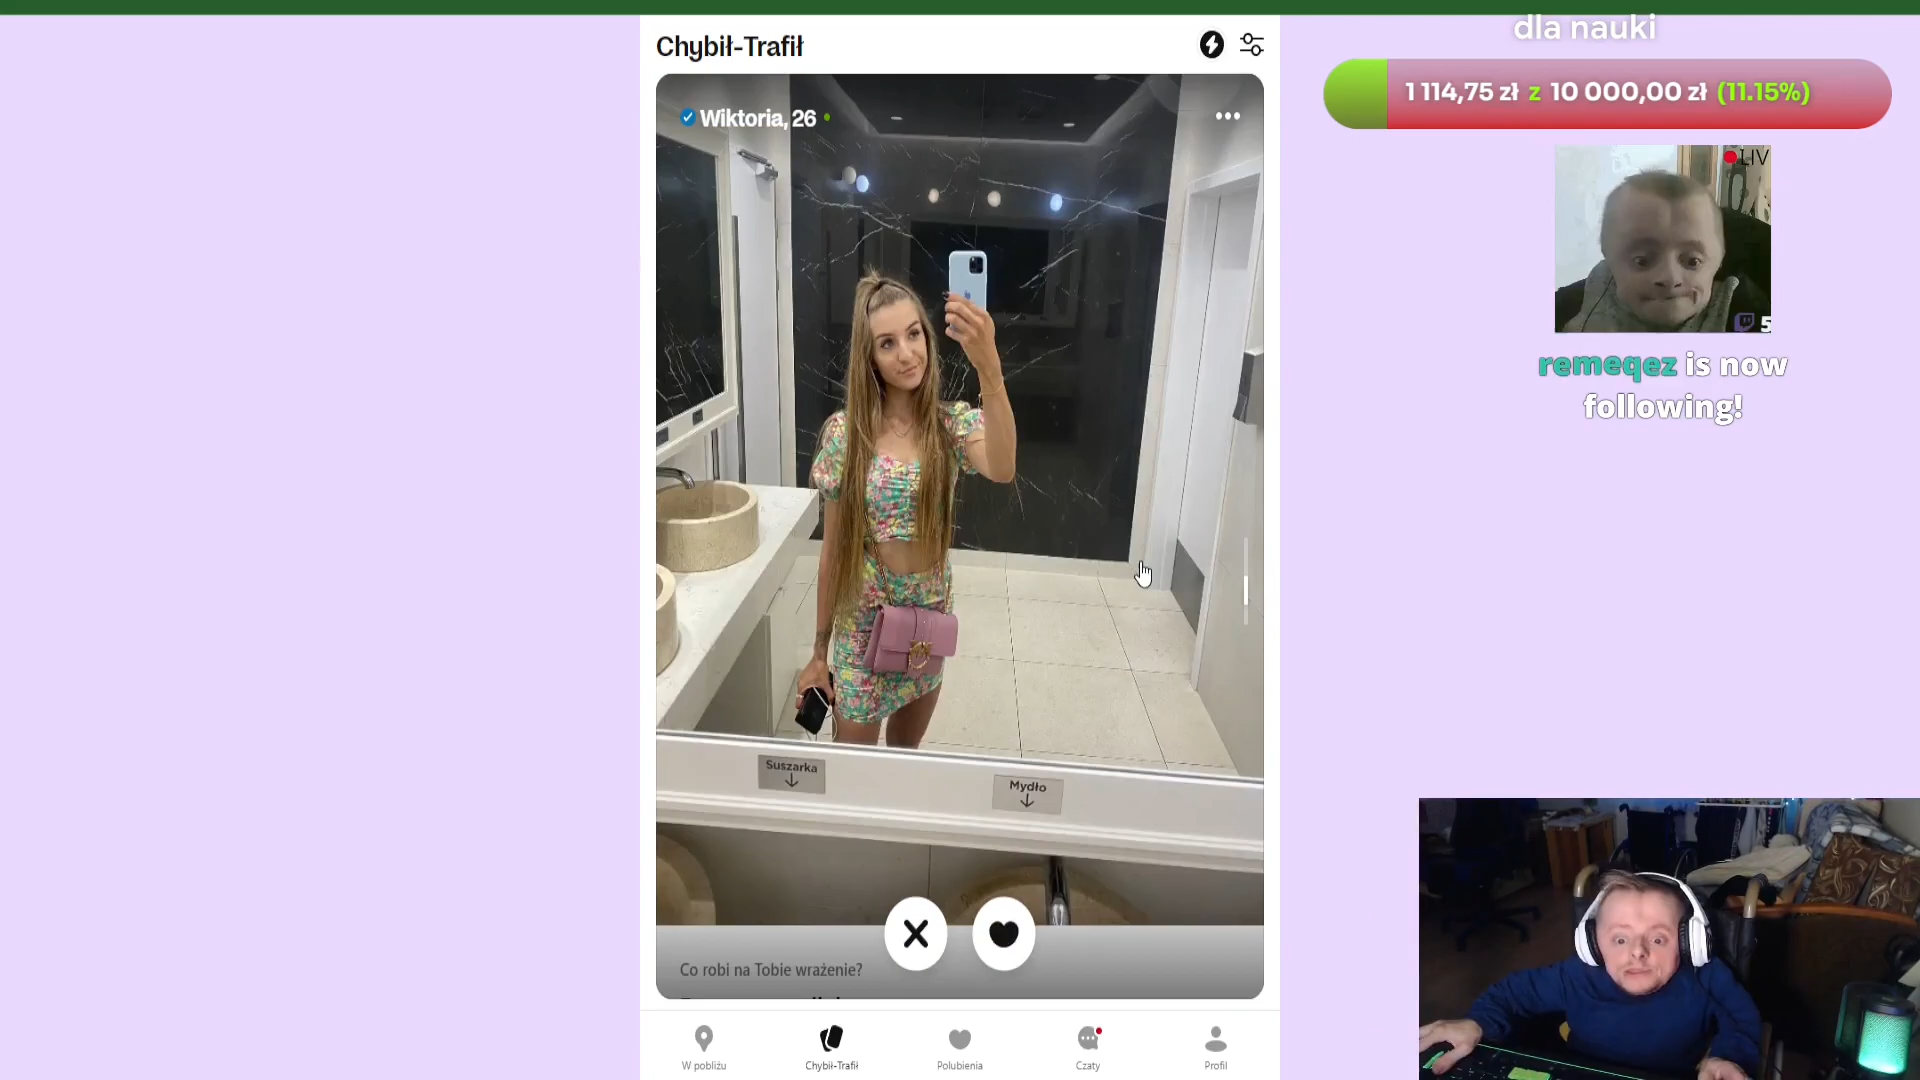 dla nauki
1 114,75 zł z 10 000,00 zł (11.15%)
LIV
5
remeqez is now
following!
Chybił-Trafił
Wiktoria, 26
Suszarka
Mydło
Co robi na Tobie wrażenie?
W pobliżu
Chybił-Trafił
Polubienia
Czaty
Profil